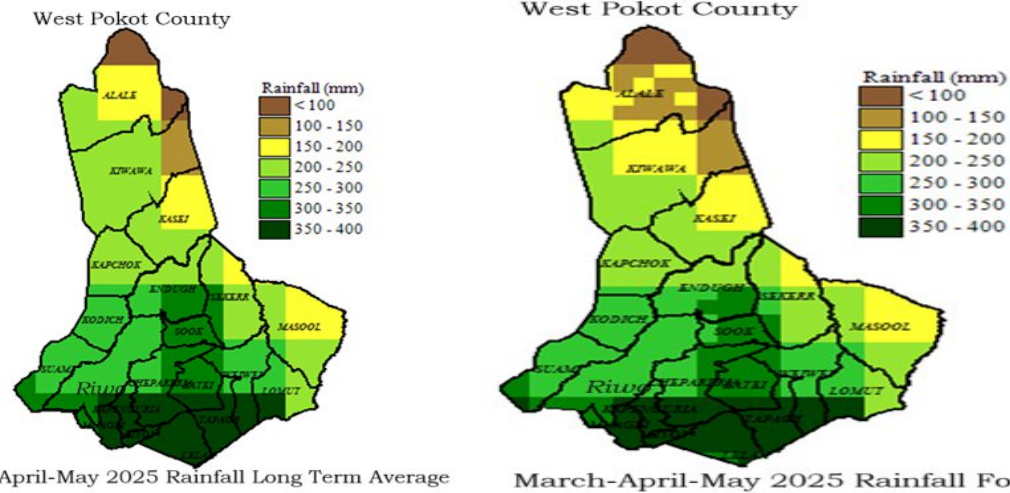 West Pokot County
Rainfall (mm)
< 100
100 - 150
150 - 200
200 - 250
250 - 300
300 - 350
350 - 400
ALALE
KIWAWA
KASEI
KAPCHOK
ENDUGH
SEKERR
KODICH
SOOK
MASOOL
SUAM
Riwo
CHEPARERIA
BATEI
WEIWEI
LOMUT
KAPENGURIA
TAPACH
April-May 2025 Rainfall Long Term Average
West Pokot County
Rainfall (mm)
< 100
100 - 150
150 - 200
200 - 250
250 - 300
300 - 350
350 - 400
ALALE
KIWAWA
KASEI
KAPCHOK
ENDUGH
SEKERR
KODICH
SOOK
MASOOL
SUAM
Riwo
CHEPARERIA
BATEI
WEIWEI
LOMUT
KAPENGURIA
TAPACH
March-April-May 2025 Rainfall Fo